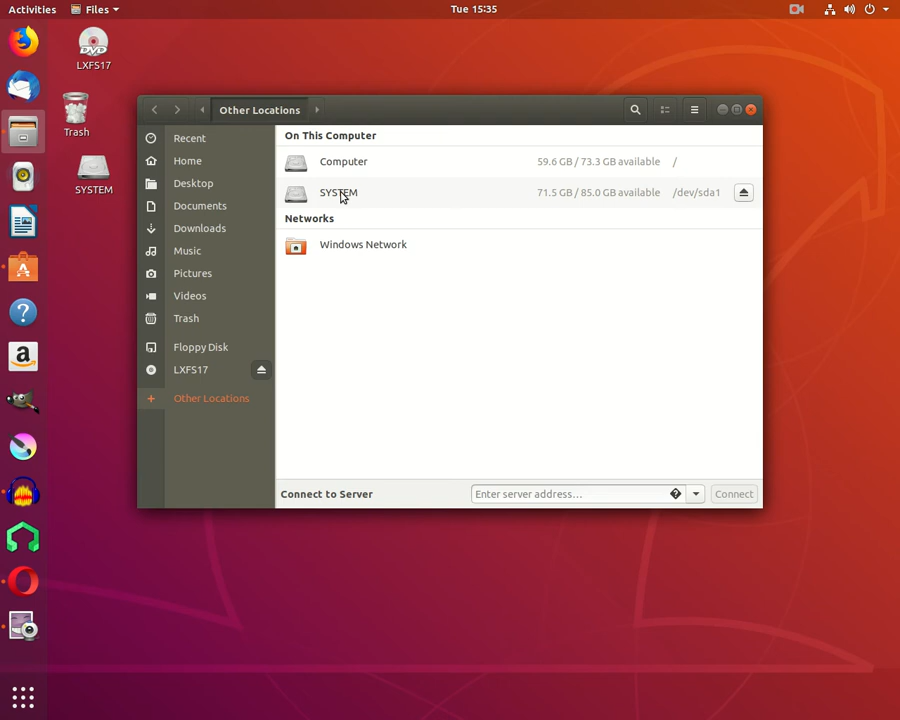 Activities
Files
Tue 15:35
LXFS17
Trash
SYSTEM
Other Locations
Recent
Home
Desktop
Documents
Downloads
Music
Pictures
Videos
Trash
Floppy Disk
LXFS17
Other Locations
On This Computer
Computer 59.6 GB / 73.3 GB available /
SYSTEM 71.5 GB / 85.0 GB available /dev/sda1
Networks
Windows Network
Connect to Server Enter server address… Connect